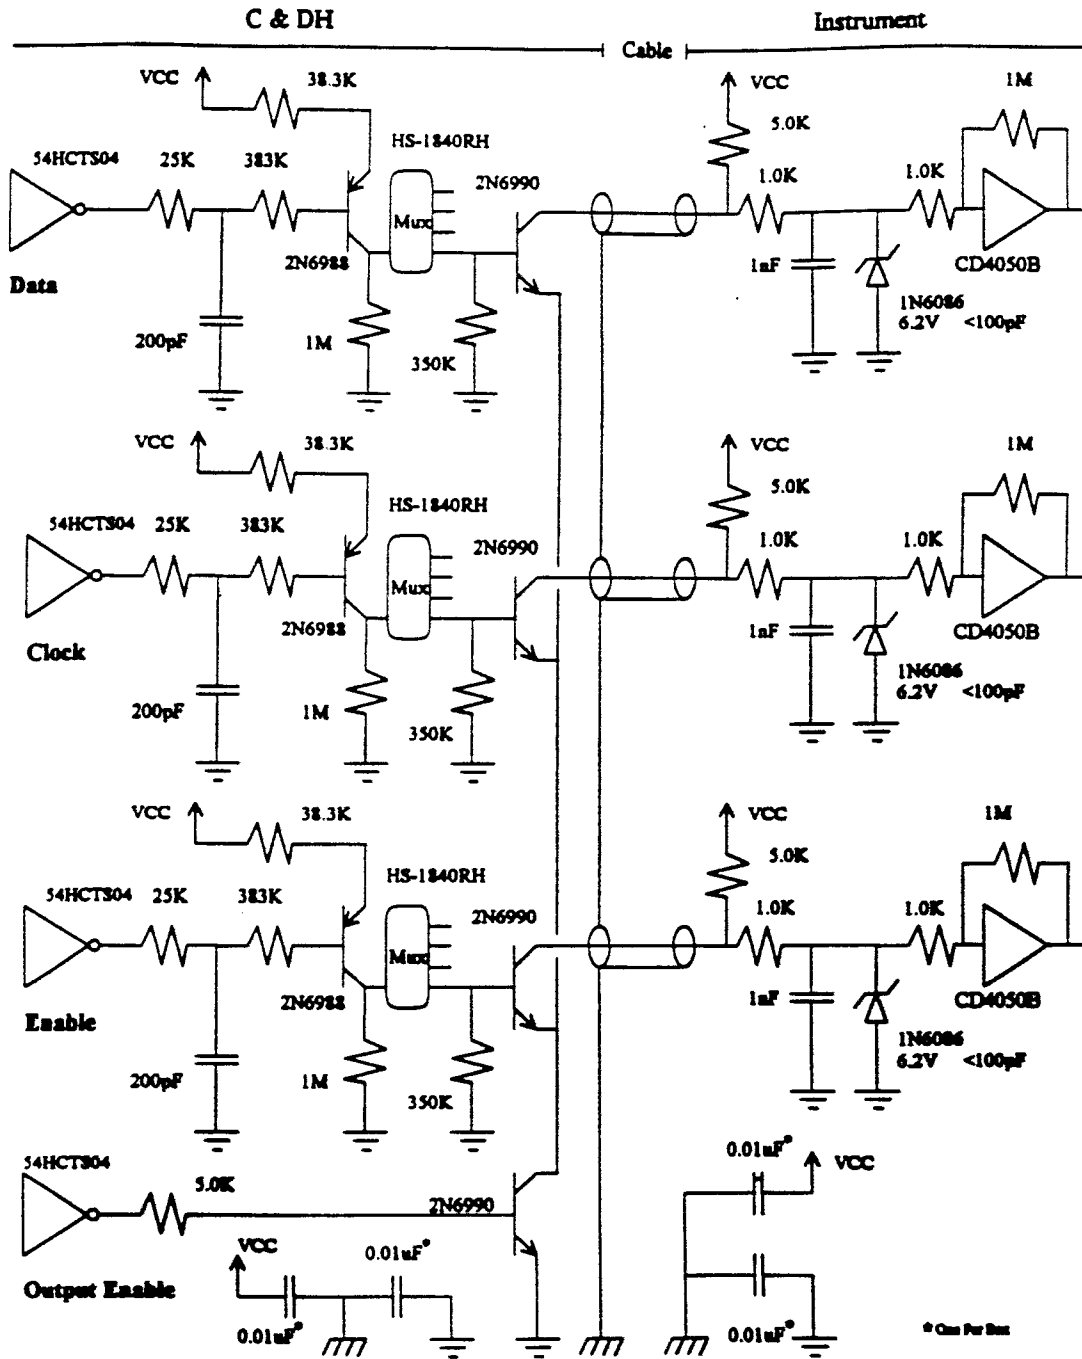 C & DH
Cable
Instrument
VCC
38.3K
HS-1840RH
54HCTS04
25K
383K
Mux
2N6990
2N6988
Data
200pF
1M
350K
VCC
5.0K
1M
1.0K
1.0K
1nF
CD4050B
1N6086
6.2V <100pF
VCC
38.3K
HS-1840RH
54HCTS04
25K
383K
Mux
2N6990
2N6988
Clock
200pF
1M
350K
VCC
5.0K
1M
1.0K
1.0K
1nF
CD4050B
1N6086
6.2V <100pF
VCC
38.3K
HS-1840RH
54HCTS04
25K
383K
Mux
2N6990
2N6988
Enable
200pF
1M
350K
VCC
5.0K
1M
1.0K
1.0K
1nF
CD4050B
1N6086
6.2V <100pF
54HCTS04
5.0K
2N6990
Output Enable
VCC
0.01uF*
0.01uF*
0.01uF*
VCC
0.01uF*
* One Per Box